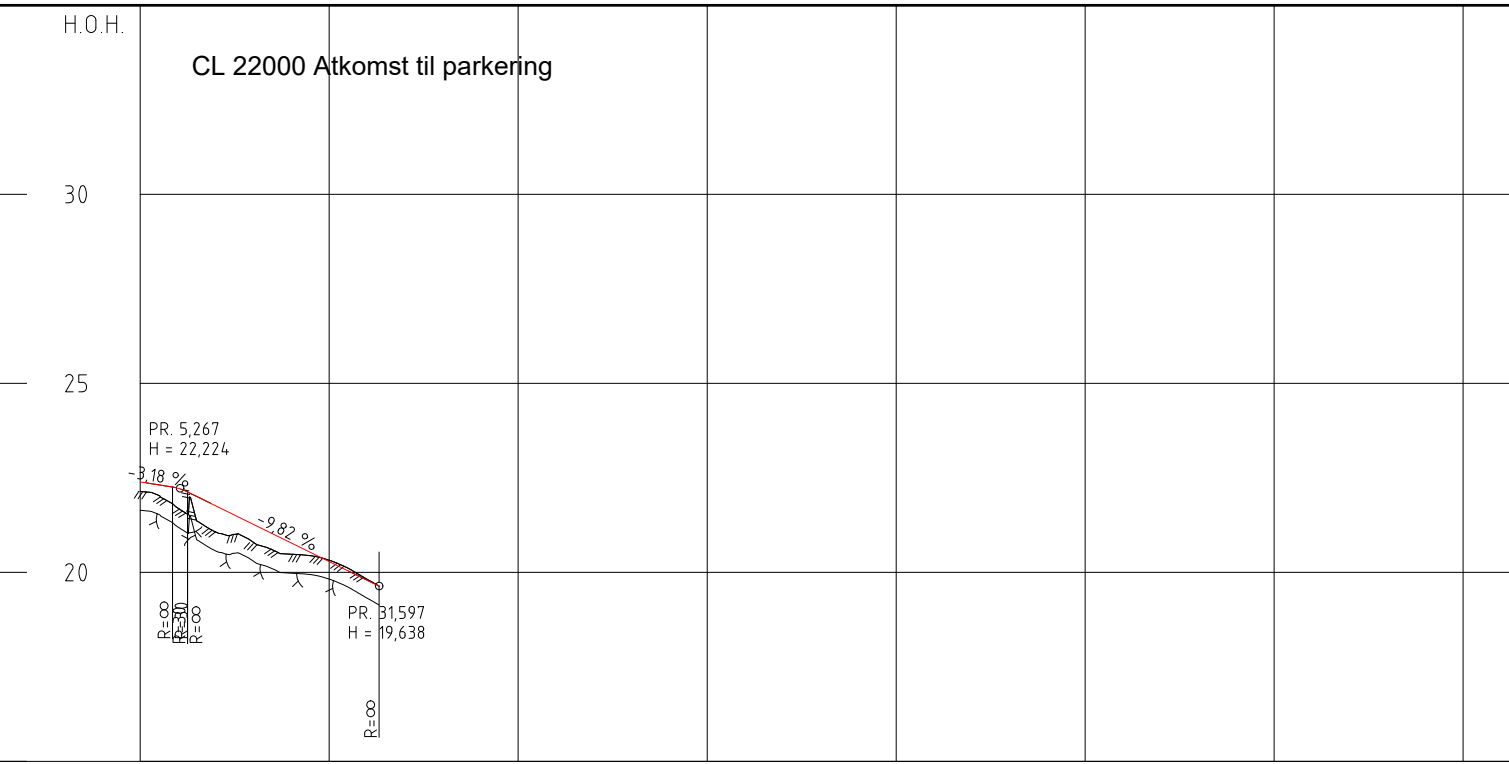 H.O.H.
CL 22000 Atkomst til parkering
30
25
PR. 5,267
H = 22,224
-3,18 %
-9,82 %
20
PR. 31,597
H = 19,638
R=∞
R=∞
R=∞